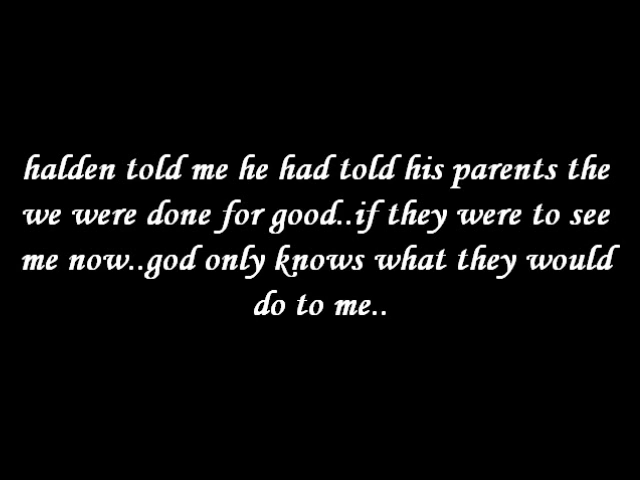 halden told me he had told his parents the
we were done for good..if they were to see
me now..god only knows what they would
do to me..